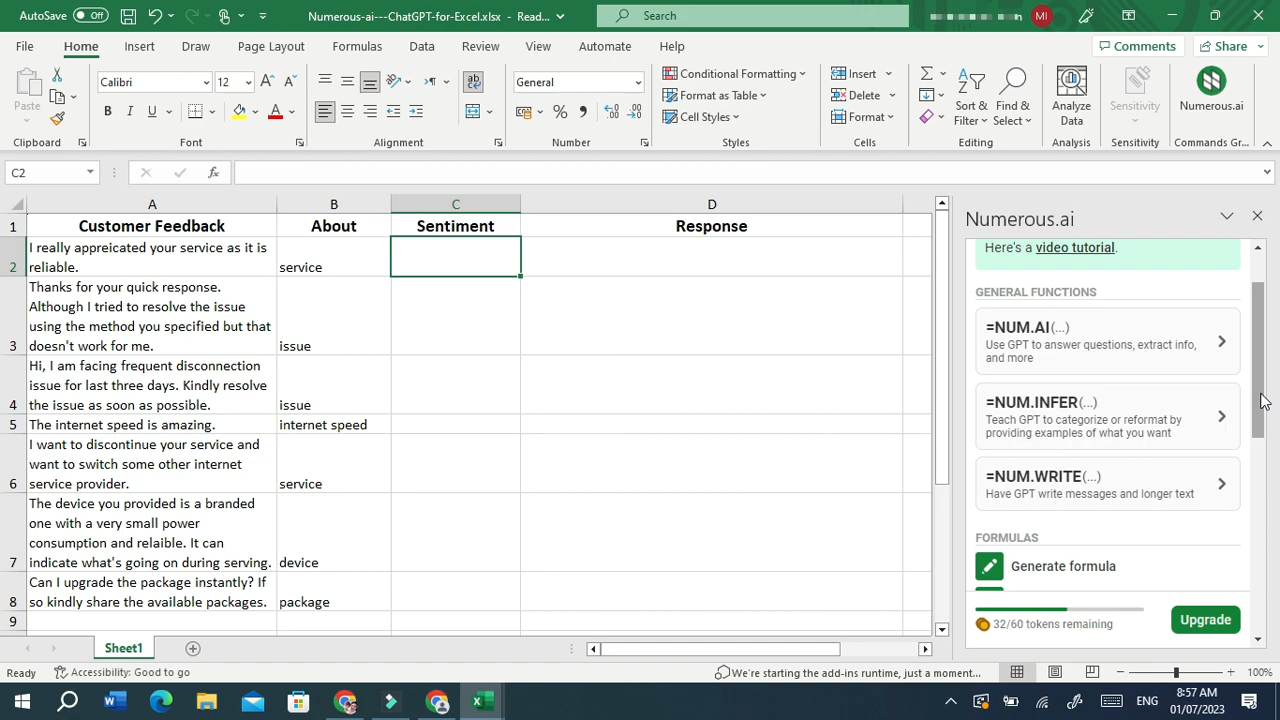 AutoSave Off
Numerous-ai---ChatGPT-for-Excel.xlsx - Read...
Search
MI
File Home Insert Draw Page Layout Formulas Data Review View Automate Help
Comments Share
Paste
Clipboard
Calibri 12
B I U A
Font
ab
Alignment
General
%
Number
Conditional Formatting
Format as Table
Cell Styles
Styles
Insert
Delete
Format
Cells
Sort & Filter
Find & Select
Editing
Analyze Data
Analysis
Sensitivity
Sensitivity
Numerous.ai
Commands Gr...
C2
fx
A B C D
1 Customer Feedback About Sentiment Response
I really appreicated your service as it is
2 reliable. service
Thanks for your quick response.
Although I tried to resolve the issue
using the method you specified but that
3 doesn't work for me. issue
Hi, I am facing frequent disconnection
issue for last three days. Kindly resolve
4 the issue as soon as possible. issue
5 The internet speed is amazing. internet speed
I want to discontinue your service and
want to switch some other internet
6 service provider. service
The device you provided is a branded
one with a very small power
consumption and relaible. It can
7 indicate what's going on during serving. device
Can I upgrade the package instantly? If
8 so kindly share the available packages. package
9
Numerous.ai
Here's a video tutorial.
GENERAL FUNCTIONS
=NUM.AI(...)
Use GPT to answer questions, extract info,
and more
=NUM.INFER(...)
Teach GPT to categorize or reformat by
providing examples of what you want
=NUM.WRITE(...)
Have GPT write messages and longer text
FORMULAS
Generate formula
32/60 tokens remaining
Upgrade
Sheet1
Ready
Accessibility: Good to go
We're starting the add-ins runtime, just a moment...
100%
ENG
8:57 AM
01/07/2023